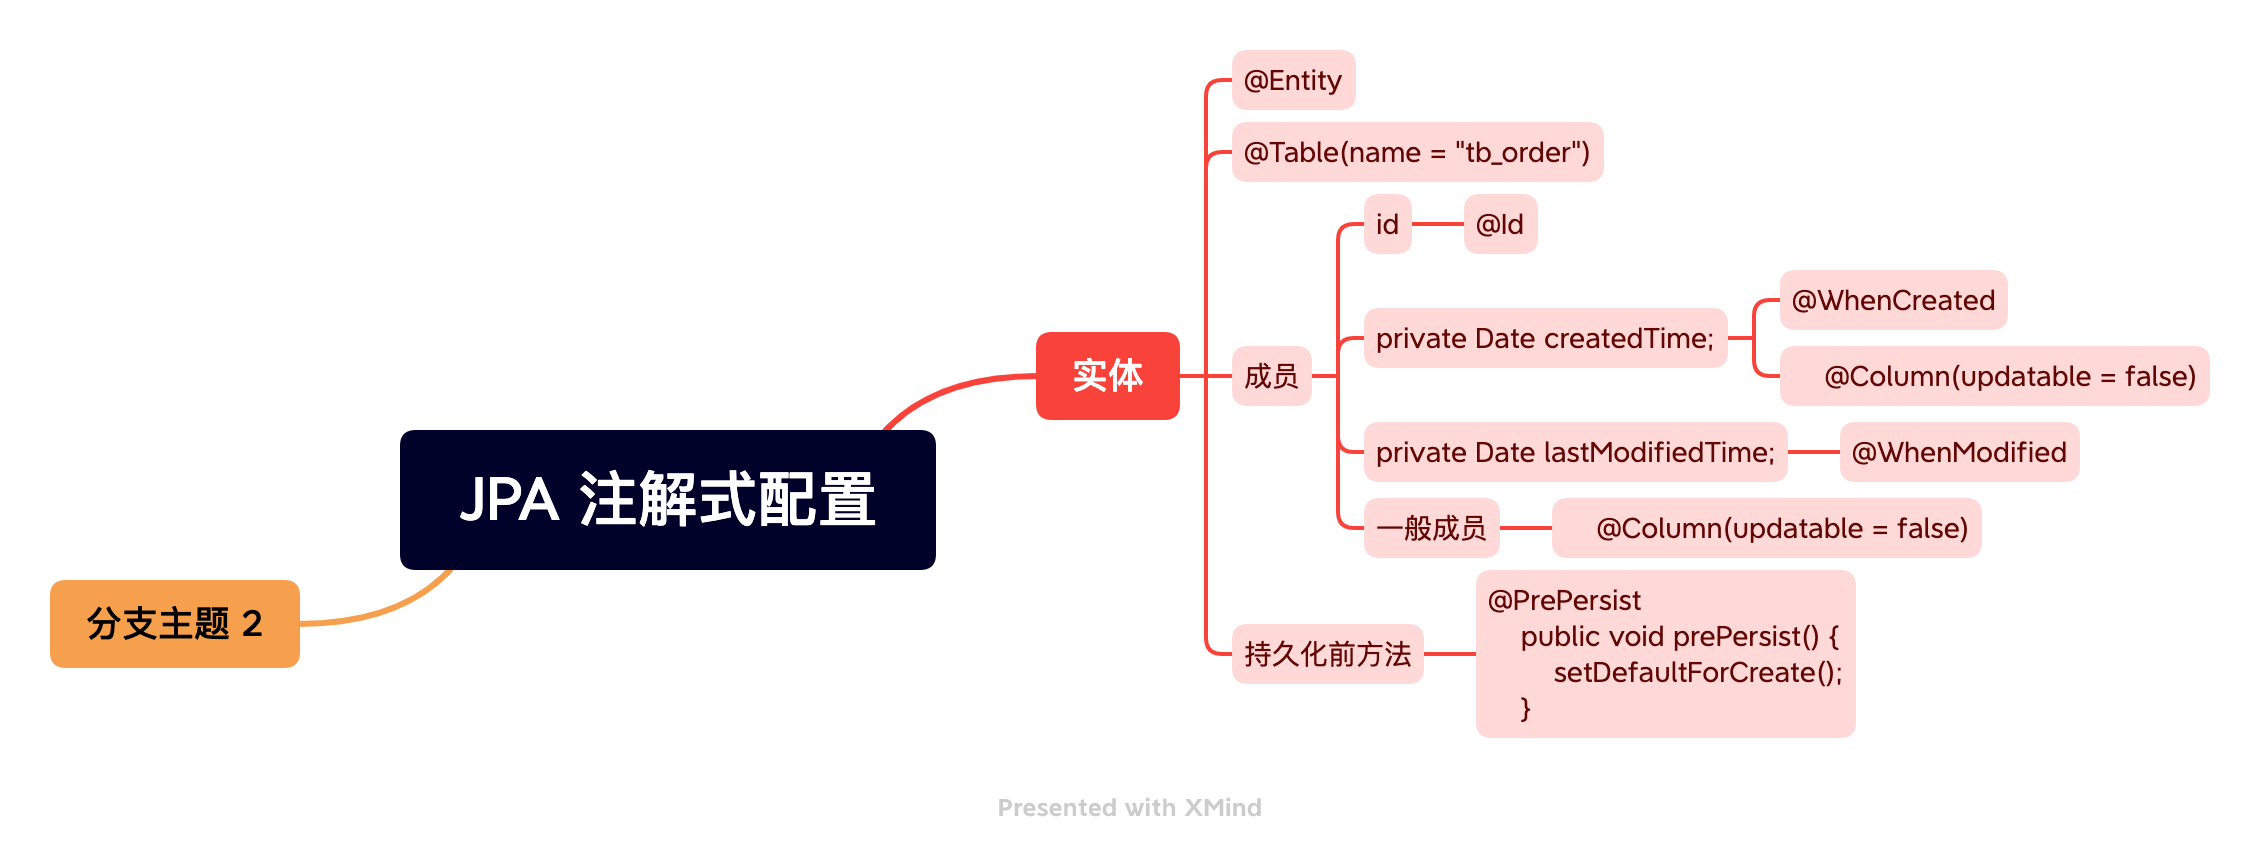 JPA 注解式配置
实体
@Entity
@Table(name = "tb_order")
成员
id
@Id
private Date createdTime;
@WhenCreated
@Column(updatable = false)
private Date lastModifiedTime;
@WhenModified
一般成员
@Column(updatable = false)
持久化前方法
@PrePersist
    public void prePersist() {
        setDefaultForCreate();
    }
分支主题 2
Presented with XMind